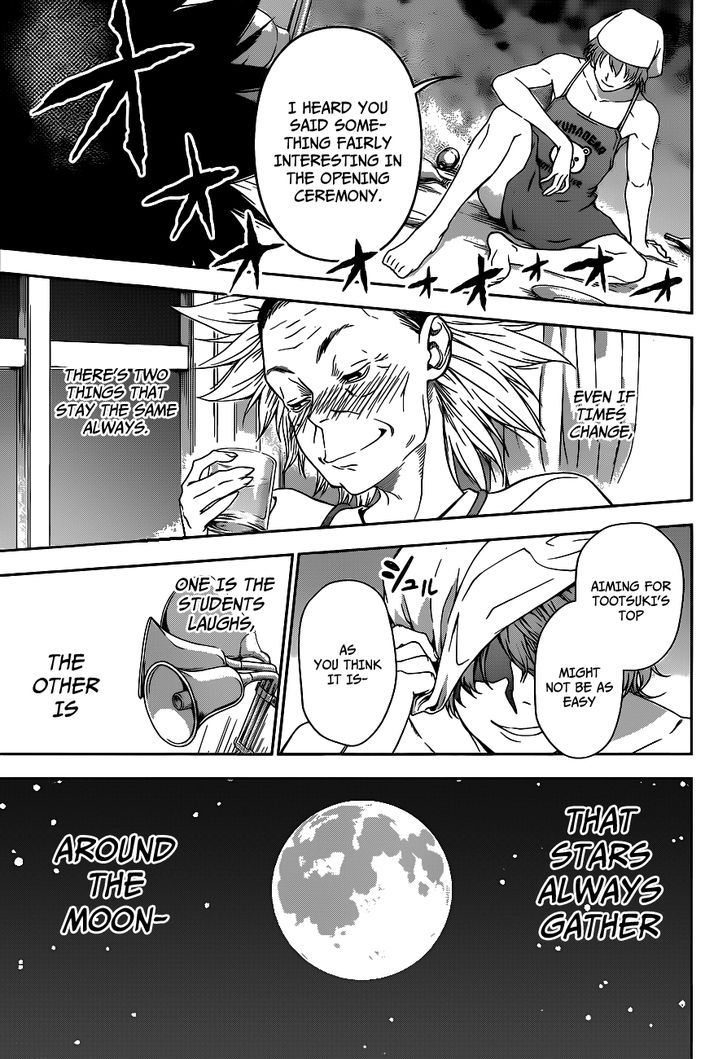 I HEARD YOU
SAID SOME-
THING FAIRLY
INTERESTING IN
THE OPENING
CEREMONY.
KUMABEAR
EVEN IF
TIMES
CHANGE,
THERE'S TWO
THINGS THAT
STAY THE SAME
ALWAYS.
AIMING FOR
TOOTSUKI'S
TOP
MIGHT
NOT BE AS
EASY
AS
YOU THINK
IT IS-
ONE IS THE
STUDENTS
LAUGHS,
THE
OTHER
IS
THAT
STARS
ALWAYS
GATHER
AROUND
THE
MOON-